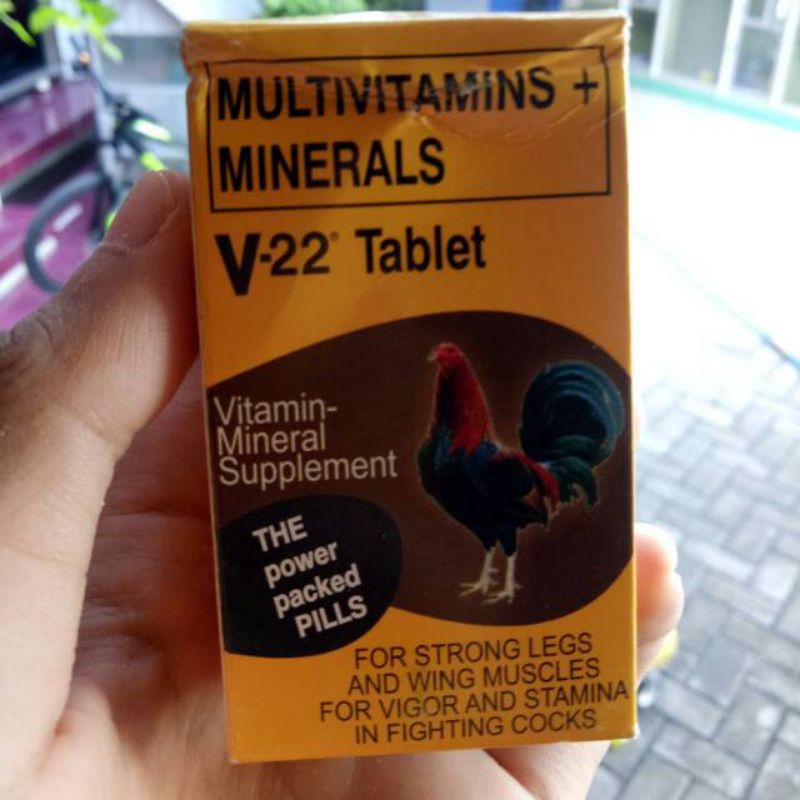 MULTIVITAMINS +
MINERALS
V-22® Tablet
Vitamin-
Mineral
Supplement
THE
power
packed
PILLS
FOR STRONG LEGS
AND WING MUSCLES
FOR VIGOR AND STAMINA
IN FIGHTING COCKS